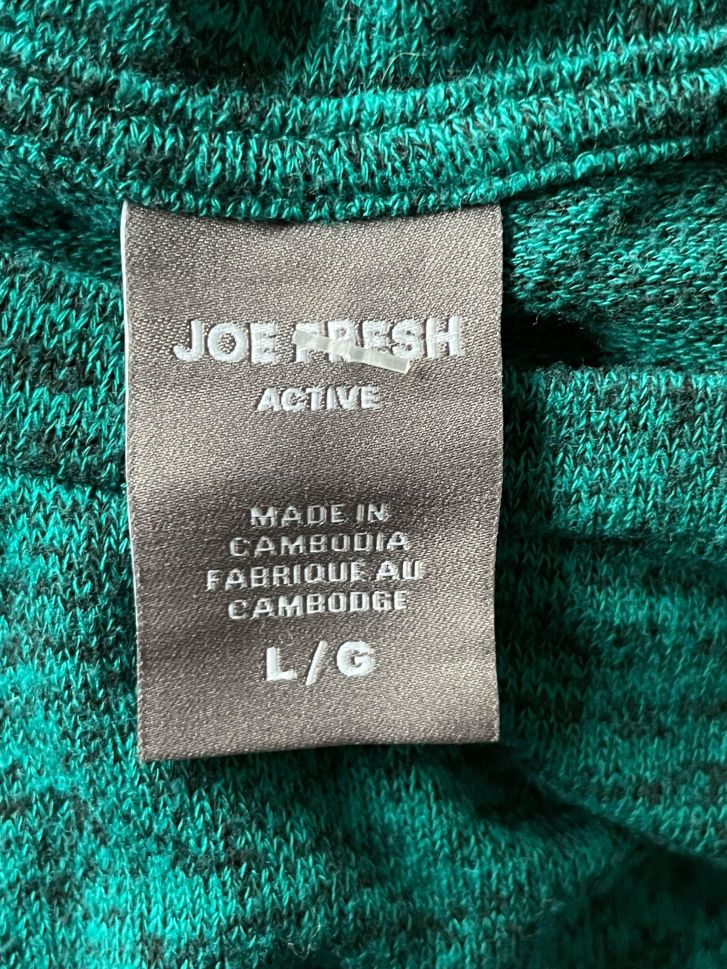 JOE FRESH
ACTIVE
MADE IN
CAMBODIA
FABRIQUE AU
CAMBODGE
L/G